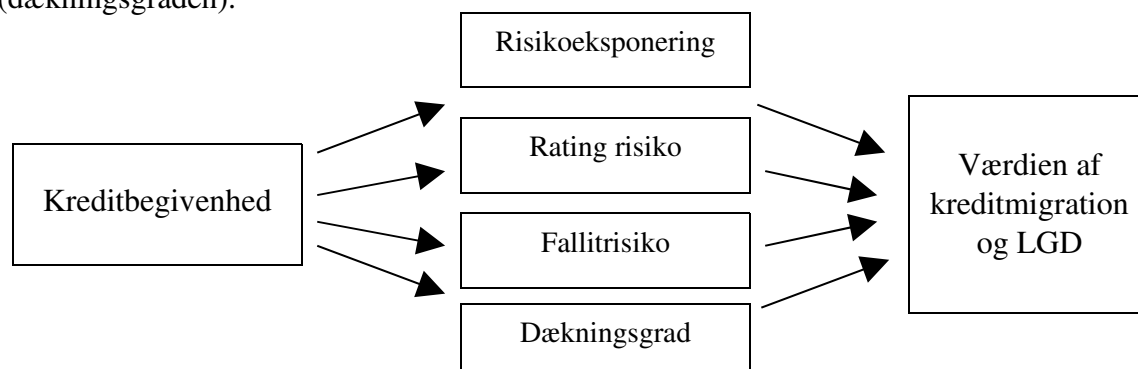 (dækningsgraden).
Risikoeksponering
Kreditbegivenhed
Rating risiko
Fallitrisiko
Dækningsgrad
Værdien af
kreditmigration
og LGD